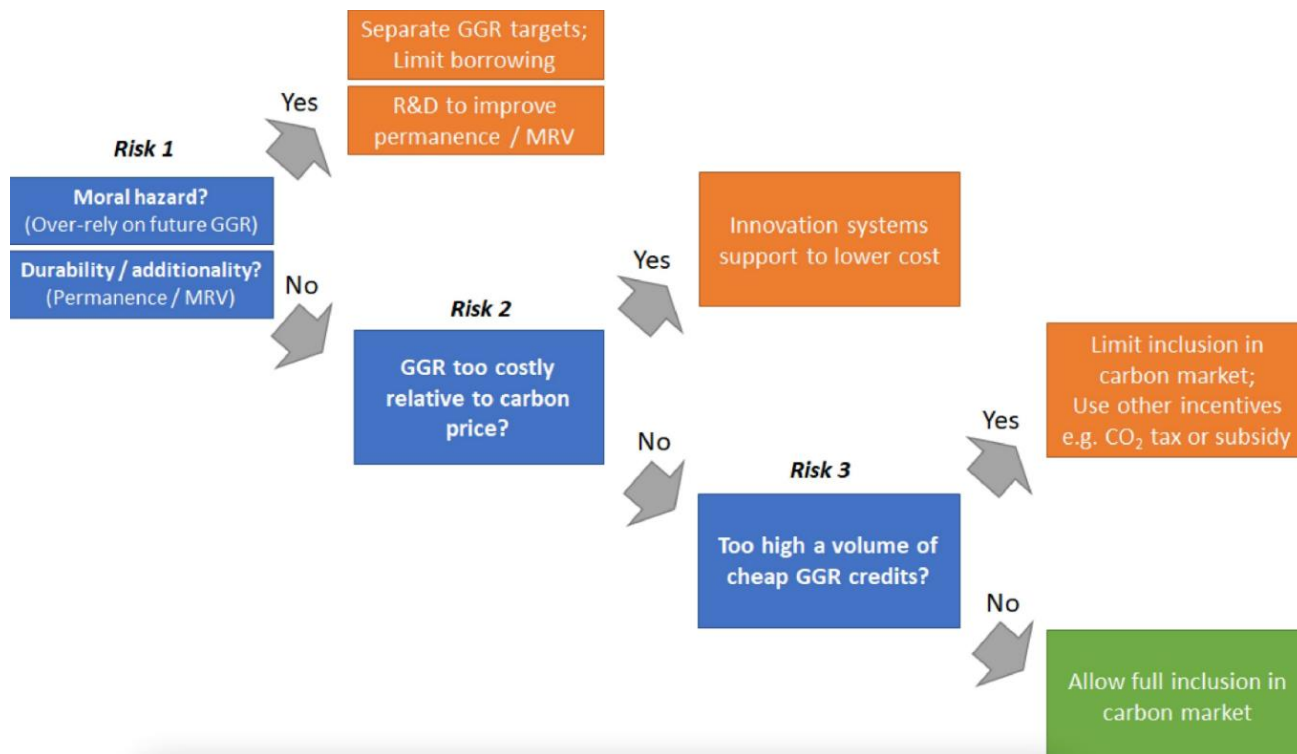 Separate GGR targets;
Limit borrowing
Yes
R&D to improve
permanence / MRV
Risk 1
Moral hazard?
(Over-rely on future GGR)
Durability / additionality?
(Permanence / MRV)
No
Innovation systems
support to lower cost
Yes
Risk 2
GGR too costly
relative to carbon
price?
No
Limit inclusion in
carbon market;
Use other incentives
e.g. CO₂ tax or subsidy
Yes
Risk 3
Too high a volume of
cheap GGR credits?
No
Allow full inclusion in
carbon market